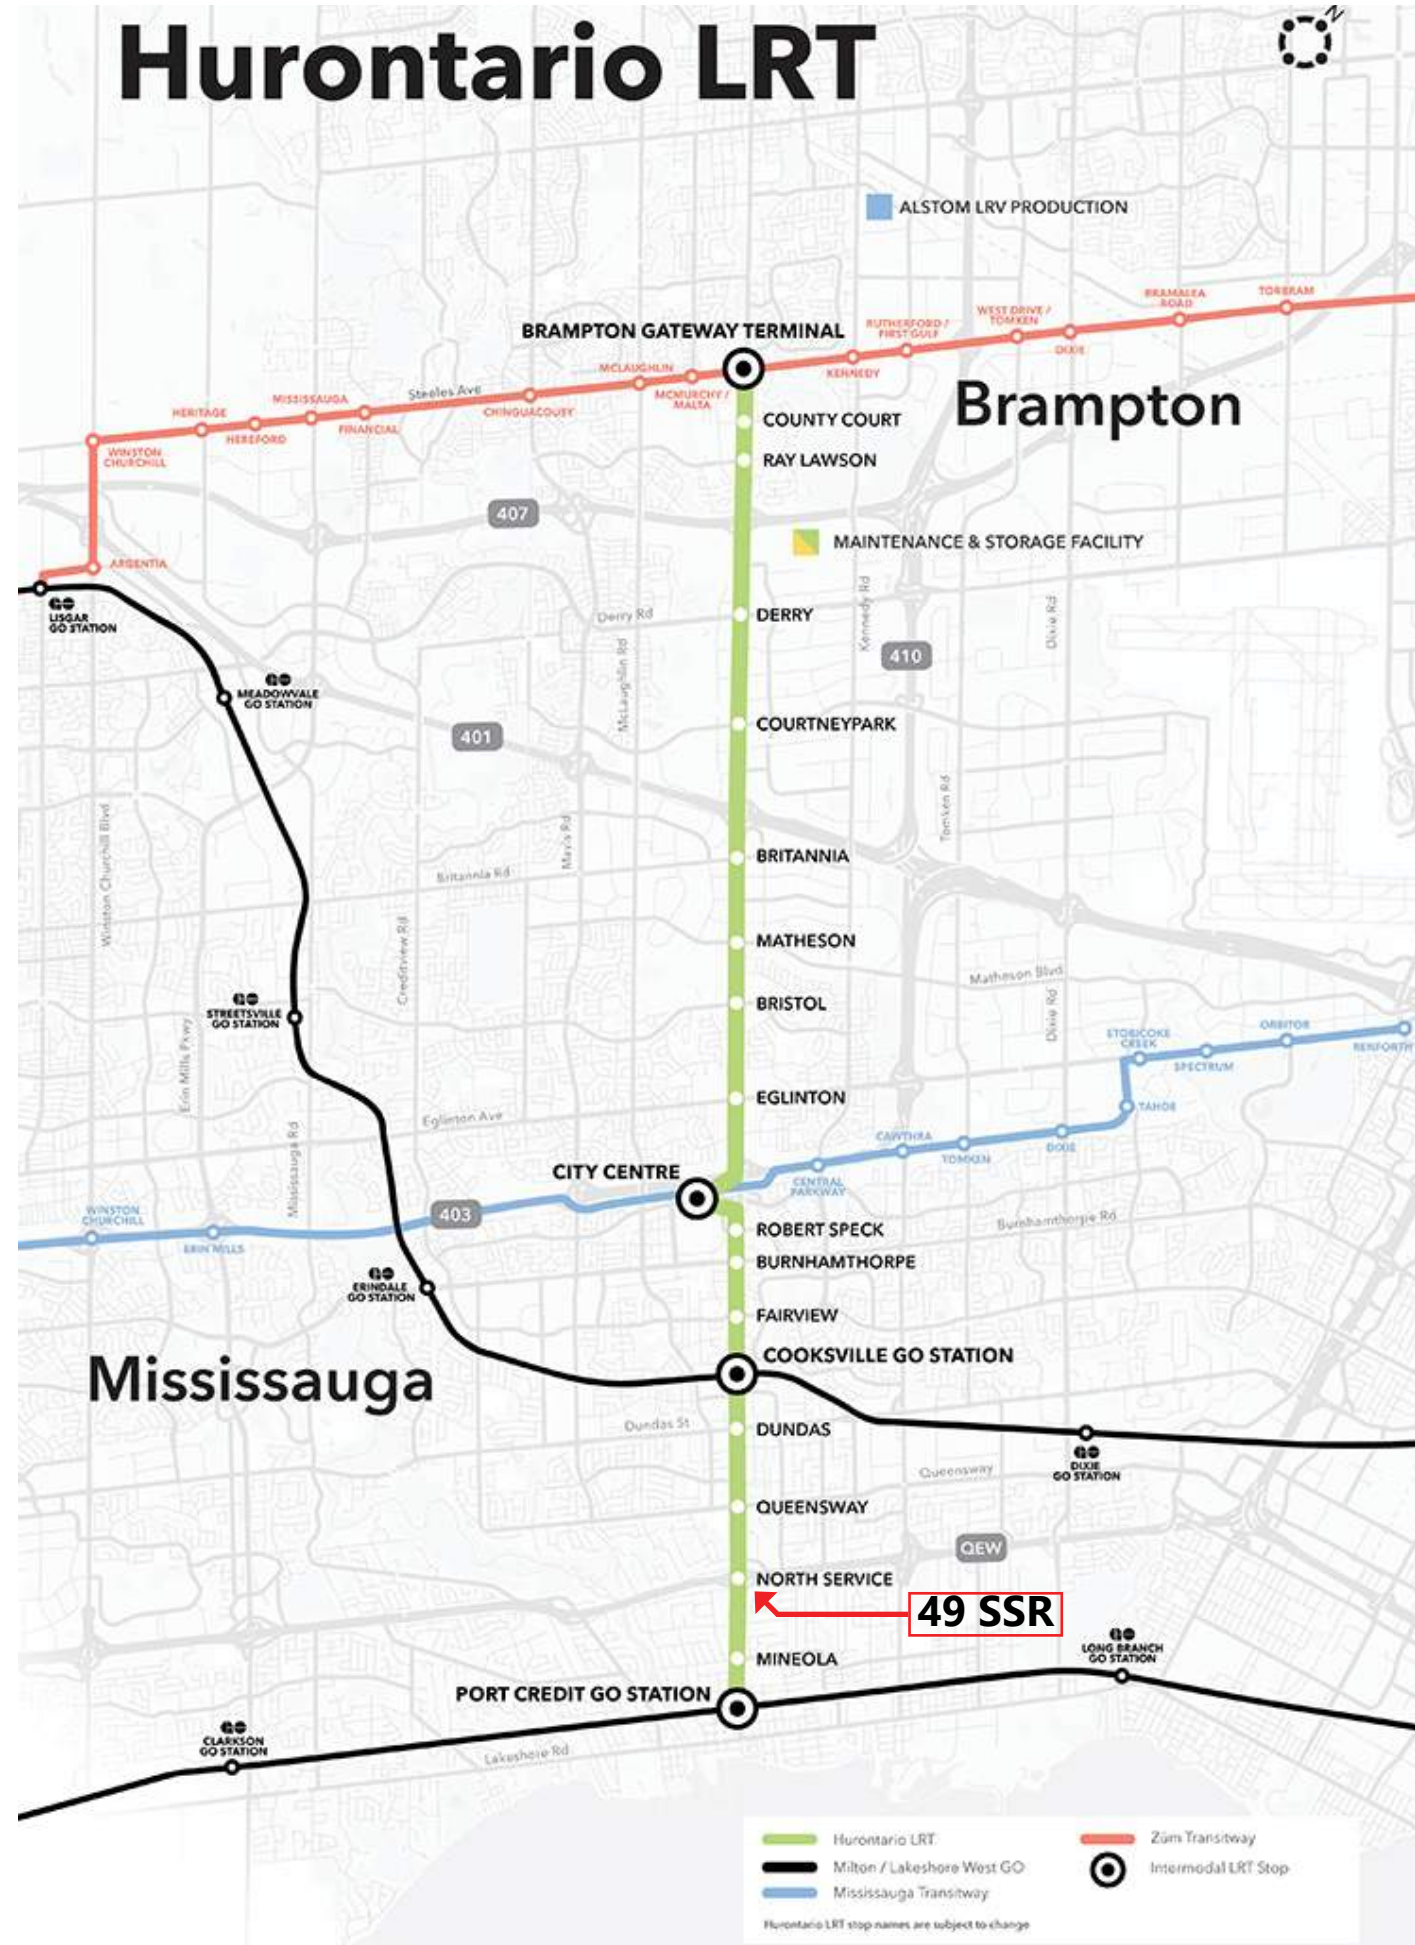 Hurontario LRT
N
ALSTOM LRV PRODUCTION
BRAMPTON GATEWAY TERMINAL
RUTHERFORD /
FIRST GULF
WEST DRIVE /
TOMKEN
BRAMALEA
ROAD
TORBRAM
KENNEDY
DIXIE
MCLAUGHLIN
MCMURCHY /
MALTA
Steeles Ave
CHINGUACOUSY
MISSISSAUGA
FINANCIAL
HERITAGE
HEREFORD
WINSTON
CHURCHILL
Brampton
COUNTY COURT
RAY LAWSON
407
MAINTENANCE & STORAGE FACILITY
ARGENTIA
LISGAR
GO STATION
Derry Rd
DERRY
Kennedy Rd
Dixie Rd
410
McLaughlin Rd
MEADOWVALE
GO STATION
401
COURTNEYPARK
Tomken Rd
Winston Churchill Blvd
Mavis Rd
BRITANNIA
Britannia Rd
Creditview Rd
MATHESON
Matheson Blvd
Dixie Rd
STREETSVILLE
GO STATION
BRISTOL
ETOBICOKE
CREEK
ORBITOR
SPECTRUM
RENFORTH
Erin Mills Pkwy
EGLINTON
TAHOE
Eglinton Ave
Mississauga Rd
CAWTHRA
TOMKEN
DIXIE
CITY CENTRE
CENTRAL
PARKWAY
WINSTON
CHURCHILL
403
ERIN MILLS
ROBERT SPECK
Burnhamthorpe Rd
BURNHAMTHORPE
ERINDALE
GO STATION
FAIRVIEW
COOKSVILLE GO STATION
Mississauga
Dundas St
DUNDAS
DIXIE
GO STATION
Queensway
QUEENSWAY
QEW
NORTH SERVICE
49 SSR
LONG BRANCH
GO STATION
MINEOLA
PORT CREDIT GO STATION
CLARKSON
GO STATION
Lakeshore Rd
Hurontario LRT
Milton / Lakeshore West GO
Mississauga Transitway
Züm Transitway
Intermodal LRT Stop
Hurontario LRT stop names are subject to change